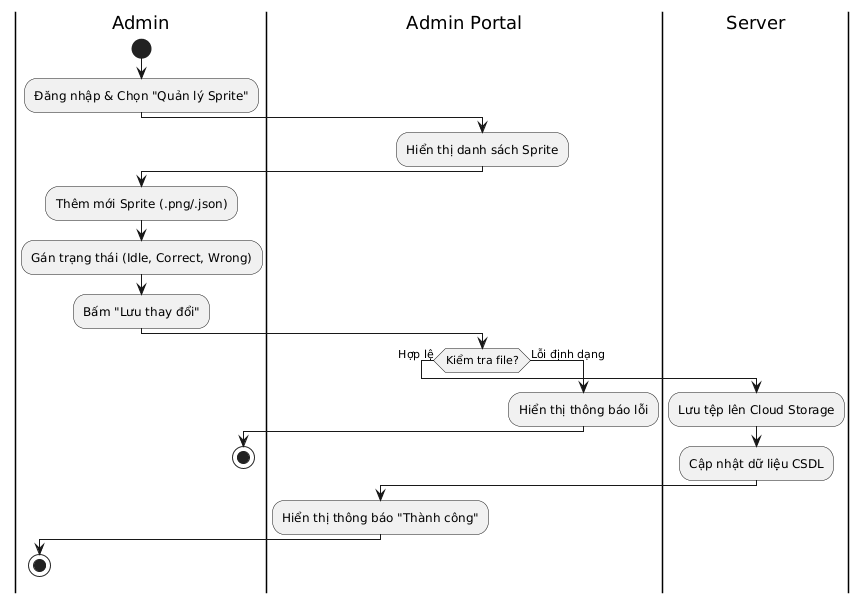 Admin
Admin Portal
Server
Đăng nhập & Chọn "Quản lý Sprite"
Hiển thị danh sách Sprite
Thêm mới Sprite (.png/.json)
Gán trạng thái (Idle, Correct, Wrong)
Bấm "Lưu thay đổi"
Hợp lệ
Kiểm tra file?
Lỗi định dạng
Hiển thị thông báo lỗi
Lưu tệp lên Cloud Storage
Cập nhật dữ liệu CSDL
Hiển thị thông báo "Thành công"